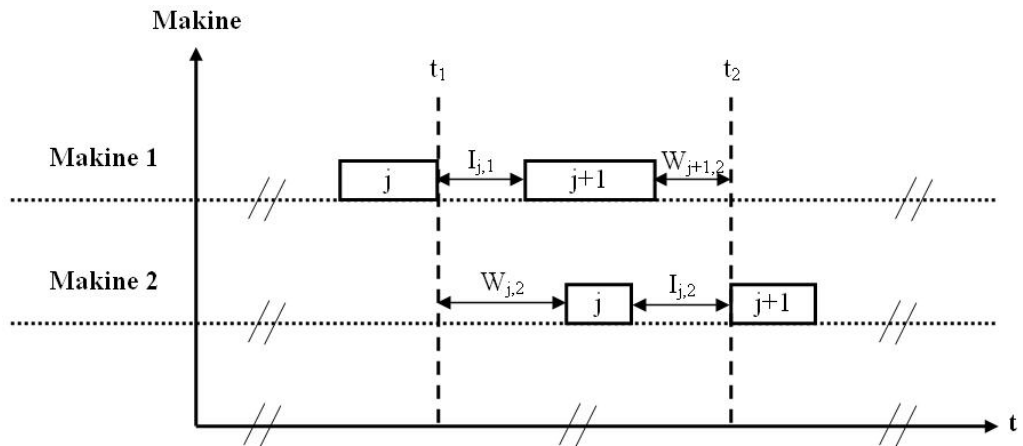 Makine
t1 t2
Makine 1 j Ij,1 j+1 Wj+1,2
Makine 2 Wj,2 j Ij,2 j+1
t